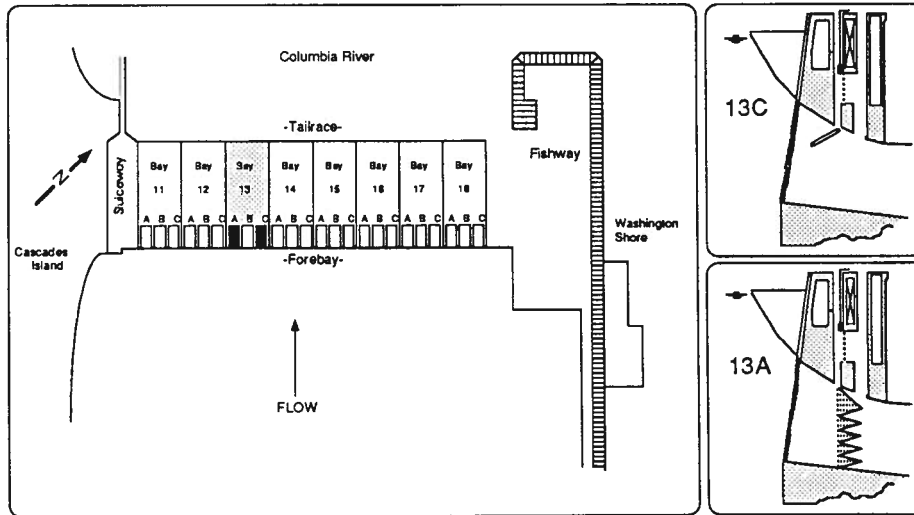 Columbia River
-Tailrace-
Fishway
N
Suiceway
Bay Bay Bay Bay Bay Bay Bay Bay
11 12 13 14 15 16 17 18
A B C A B C A B C A B C A B C A B C A B C A B C
Washington
Shore
Cascades
Island
-Forebay-
FLOW
13C
13A